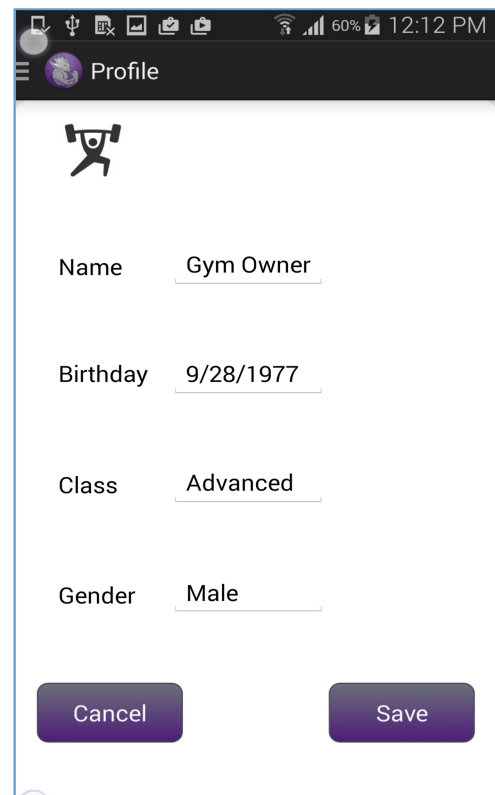 60% 12:12 PM
Profile
Name Gym Owner
Birthday 9/28/1977
Class Advanced
Gender Male
Cancel Save